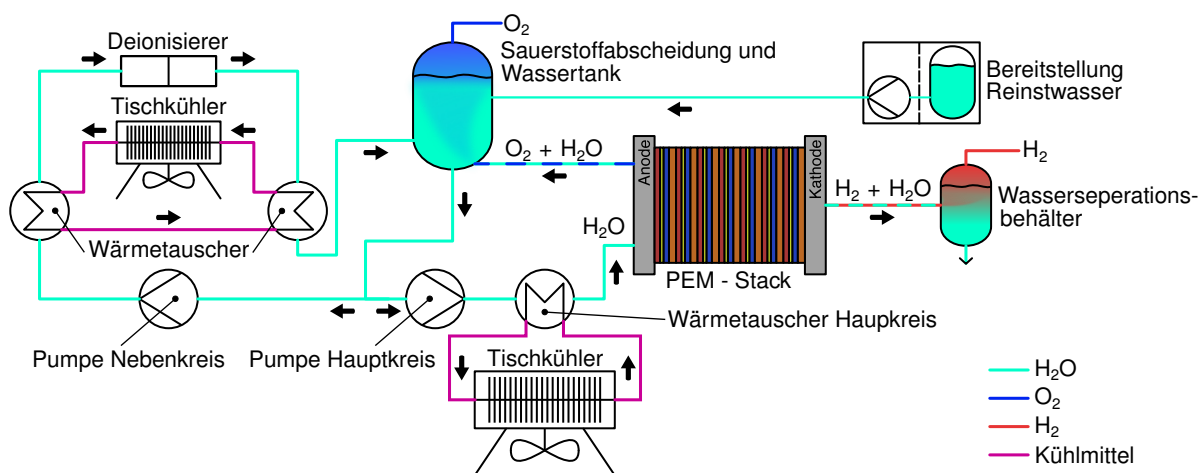 O₂
Deionisierer
Sauerstoffabscheidung und
Wassertank
Bereitstellung
Reinstwasser
Tischkühler
O₂ + H₂O
Anode
Kathode
H₂
H₂ + H₂O
Wasserseperations-
behälter
Wärmetauscher
H₂O
PEM - Stack
Wärmetauscher Haupkreis
Pumpe Nebenkreis
Pumpe Hauptkreis
Tischkühler
H₂O
O₂
H₂
Kühlmittel